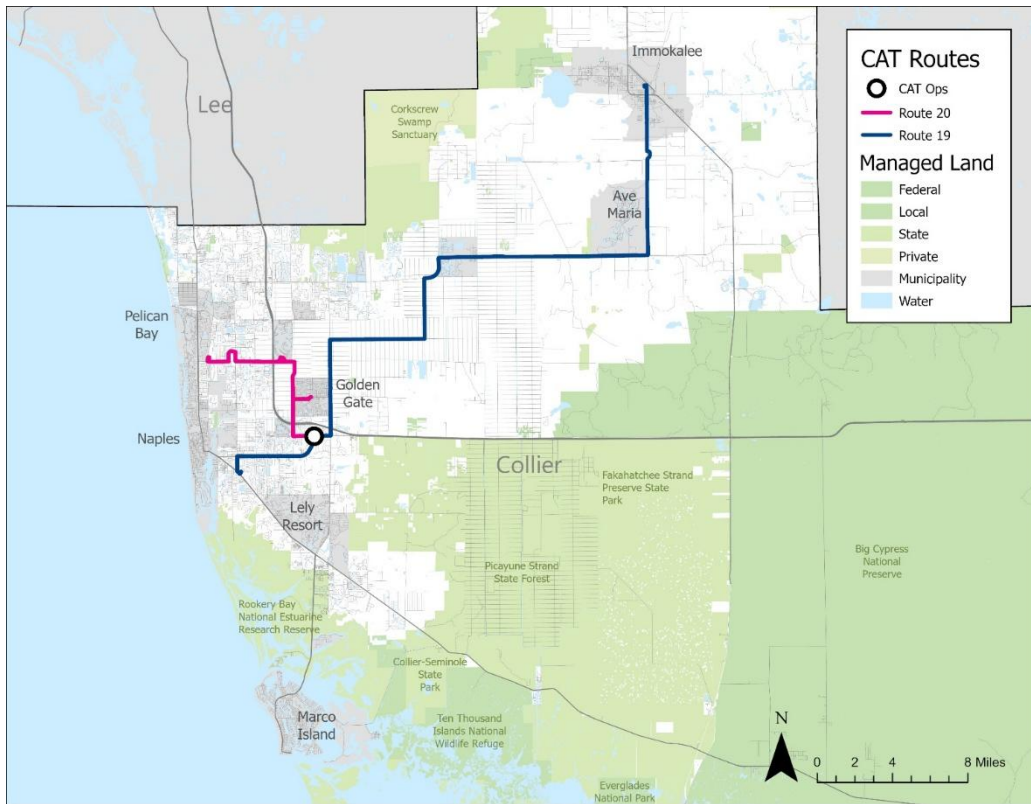 Immokalee
Lee
Corkscrew
Swamp
Sanctuary
Ave
Maria
Pelican
Bay
Golden
Gate
Naples
Collier
Lely
Resort
Fakahatchee Strand
Preserve State
Park
Picayune Strand
State Forest
Big Cypress
National
Preserve
Rookery Bay
National Estuarine
Research Reserve
Collier-Seminole
State
Park
Marco
Island
Ten Thousand
Islands National
Wildlife Refuge
Everglades
National Park
CAT Routes
CAT Ops
Route 20
Route 19
Managed Land
Federal
Local
State
Private
Municipality
Water
N
0 2 4 8 Miles